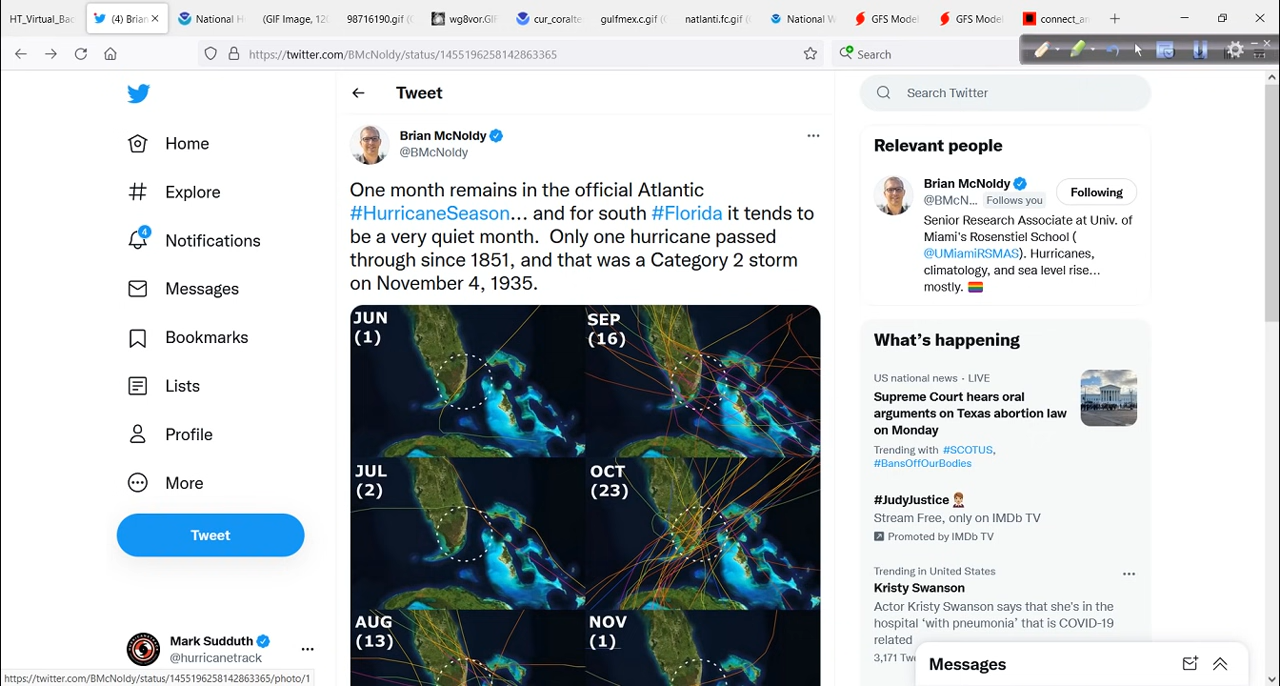 HT_Virtual_Bac
(4) Brian
National H
(GIF Image, 120
98716190.gif (
wg8vor.GIF
cur_coralte
gulfmex.c.gif (
natlanti.fc.gif (
National W
GFS Model
GFS Model
connect_an
https://twitter.com/BMcNoldy/status/1455196258142863365
Search
Home
Explore
4
Notifications
Messages
Bookmarks
Lists
Profile
More
Tweet
Mark Sudduth
@hurricanetrack
Tweet
Brian McNoldy
@BMcNoldy
One month remains in the official Atlantic
#HurricaneSeason... and for south #Florida it tends to
be a very quiet month. Only one hurricane passed
through since 1851, and that was a Category 2 storm
on November 4, 1935.
JUN
(1)
SEP
(16)
JUL
(2)
OCT
(23)
AUG
(13)
NOV
(1)
Search Twitter
Relevant people
Brian McNoldy
@BMcN... Follows you
Following
Senior Research Associate at Univ. of
Miami's Rosenstiel School (
@UMiamiRSMAS). Hurricanes,
climatology, and sea level rise...
mostly. 🏳️‍🌈
What's happening
US national news · LIVE
Supreme Court hears oral
arguments on Texas abortion law
on Monday
Trending with #SCOTUS,
#BansOffOurBodies
#JudyJustice
Stream Free, only on IMDb TV
Promoted by IMDb TV
Trending in United States
Kristy Swanson
Actor Kristy Swanson says that she's in the
hospital ‘with pneumonia’ that is COVID-19
related
3,171 Twe
Messages
https://twitter.com/BMcNoldy/status/1455196258142863365/photo/1